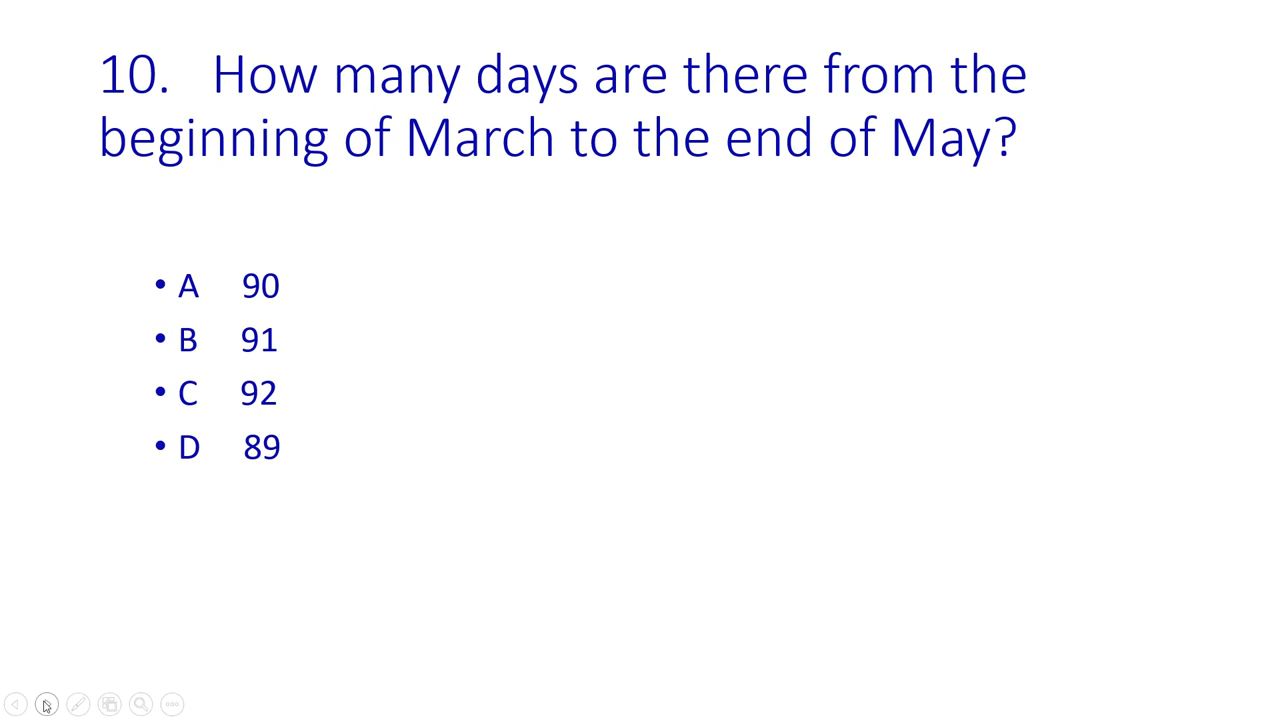 10. How many days are there from the
beginning of March to the end of May?
• A 90
• B 91
• C 92
• D 89